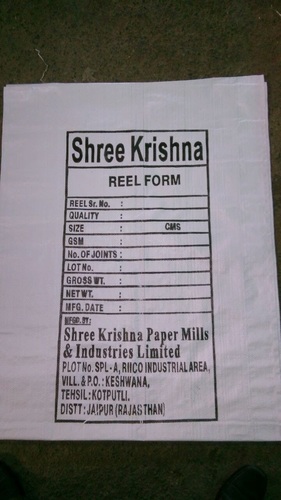 Shree Krishna
REEL FORM
REEL Sr. No. :
QUALITY :
SIZE : CMS
GSM :
No. OF JOINTS :
LOT No. :
GROSS WT. :
NET WT. :
MFG. DATE :
MFGD. BY :
Shree Krishna Paper Mills
& Industries Limited
PLOT No. SPL-A, RIICO INDUSTRIAL AREA,
VILL. & P.O. : KESHWANA,
TEHSIL : KOTPUTLI,
DISTT : JAIPUR (RAJASTHAN)